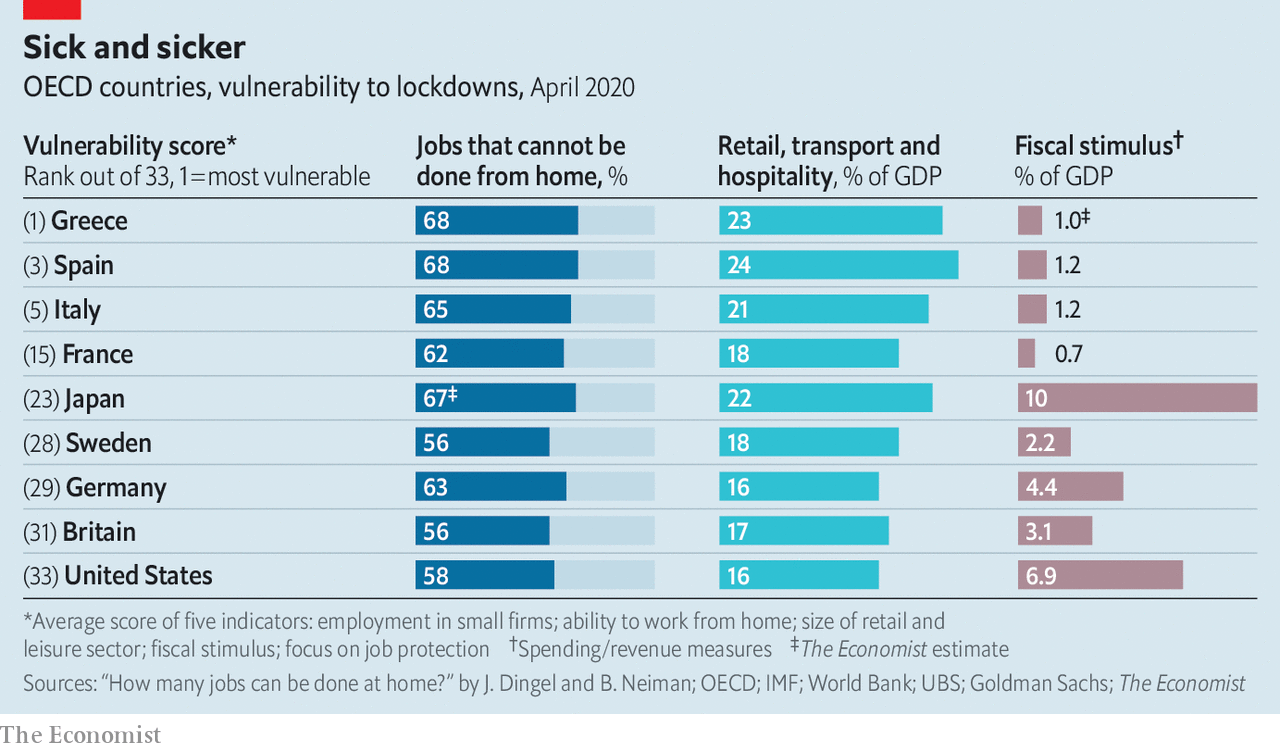 Sick and sicker
OECD countries, vulnerability to lockdowns, April 2020
Vulnerability score*
Rank out of 33, 1=most vulnerable
Jobs that cannot be
done from home, %
Retail, transport and
hospitality, % of GDP
Fiscal stimulus†
% of GDP
(1) Greece 68 23 1.0‡
(3) Spain 68 24 1.2
(5) Italy 65 21 1.2
(15) France 62 18 0.7
(23) Japan 67‡ 22 10
(28) Sweden 56 18 2.2
(29) Germany 63 16 4.4
(31) Britain 56 17 3.1
(33) United States 58 16 6.9
*Average score of five indicators: employment in small firms; ability to work from home; size of retail and
leisure sector; fiscal stimulus; focus on job protection †Spending/revenue measures ‡The Economist estimate
Sources: “How many jobs can be done at home?” by J. Dingel and B. Neiman; OECD; IMF; World Bank; UBS; Goldman Sachs; The Economist
The Economist